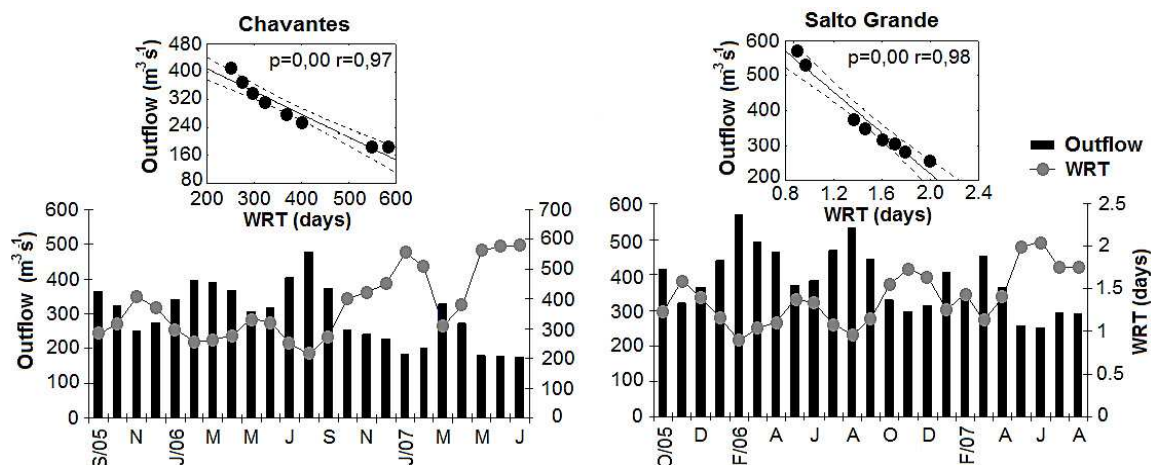 Chavantes
480
400
320
240
160
80
Outflow (m³s⁻¹)
p=0,00 r=0,97
200 300 400 500 600
WRT (days)
Salto Grande
600
500
400
300
200
Outflow (m³s⁻¹)
p=0,00 r=0,98
0.8 1.2 1.6 2.0 2.4
WRT (days)
Outflow
WRT
600
500
400
300
200
100
0
Outflow (m³s⁻¹)
700
600
500
400
300
200
100
0
S/05 N J/06 M M J S N J/07 M M J
600
500
400
300
200
100
0
2.5
2
1.5
1
0.5
0
WRT (days)
O/05 D F/06 A J A O D F/07 A J A